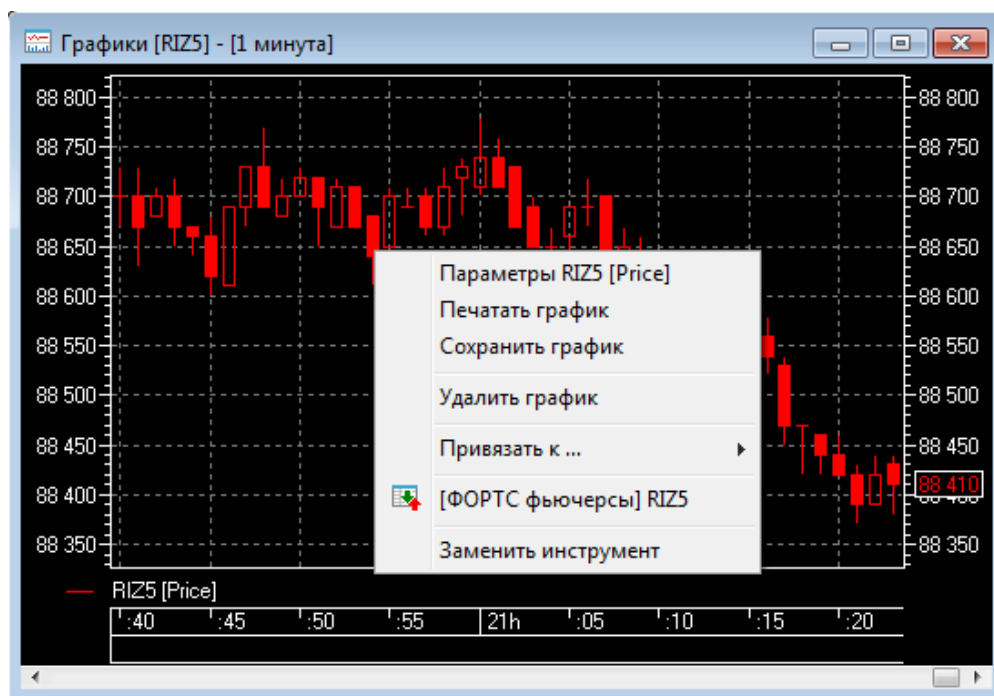 Графики [RIZ5] - [1 минута]
88 800 88 800
88 750 88 750
88 700 88 700
88 650 88 650
Параметры RIZ5 [Price]
88 600 88 600
Печатать график
88 550 88 550
Сохранить график
88 500 88 500
Удалить график
88 450 88 450
Привязать к ...
88 410
88 400 88 400
[ФОРТС фьючерсы] RIZ5
88 350 88 350
Заменить инструмент
RIZ5 [Price]
:40 :45 :50 :55 21h :05 :10 :15 :20